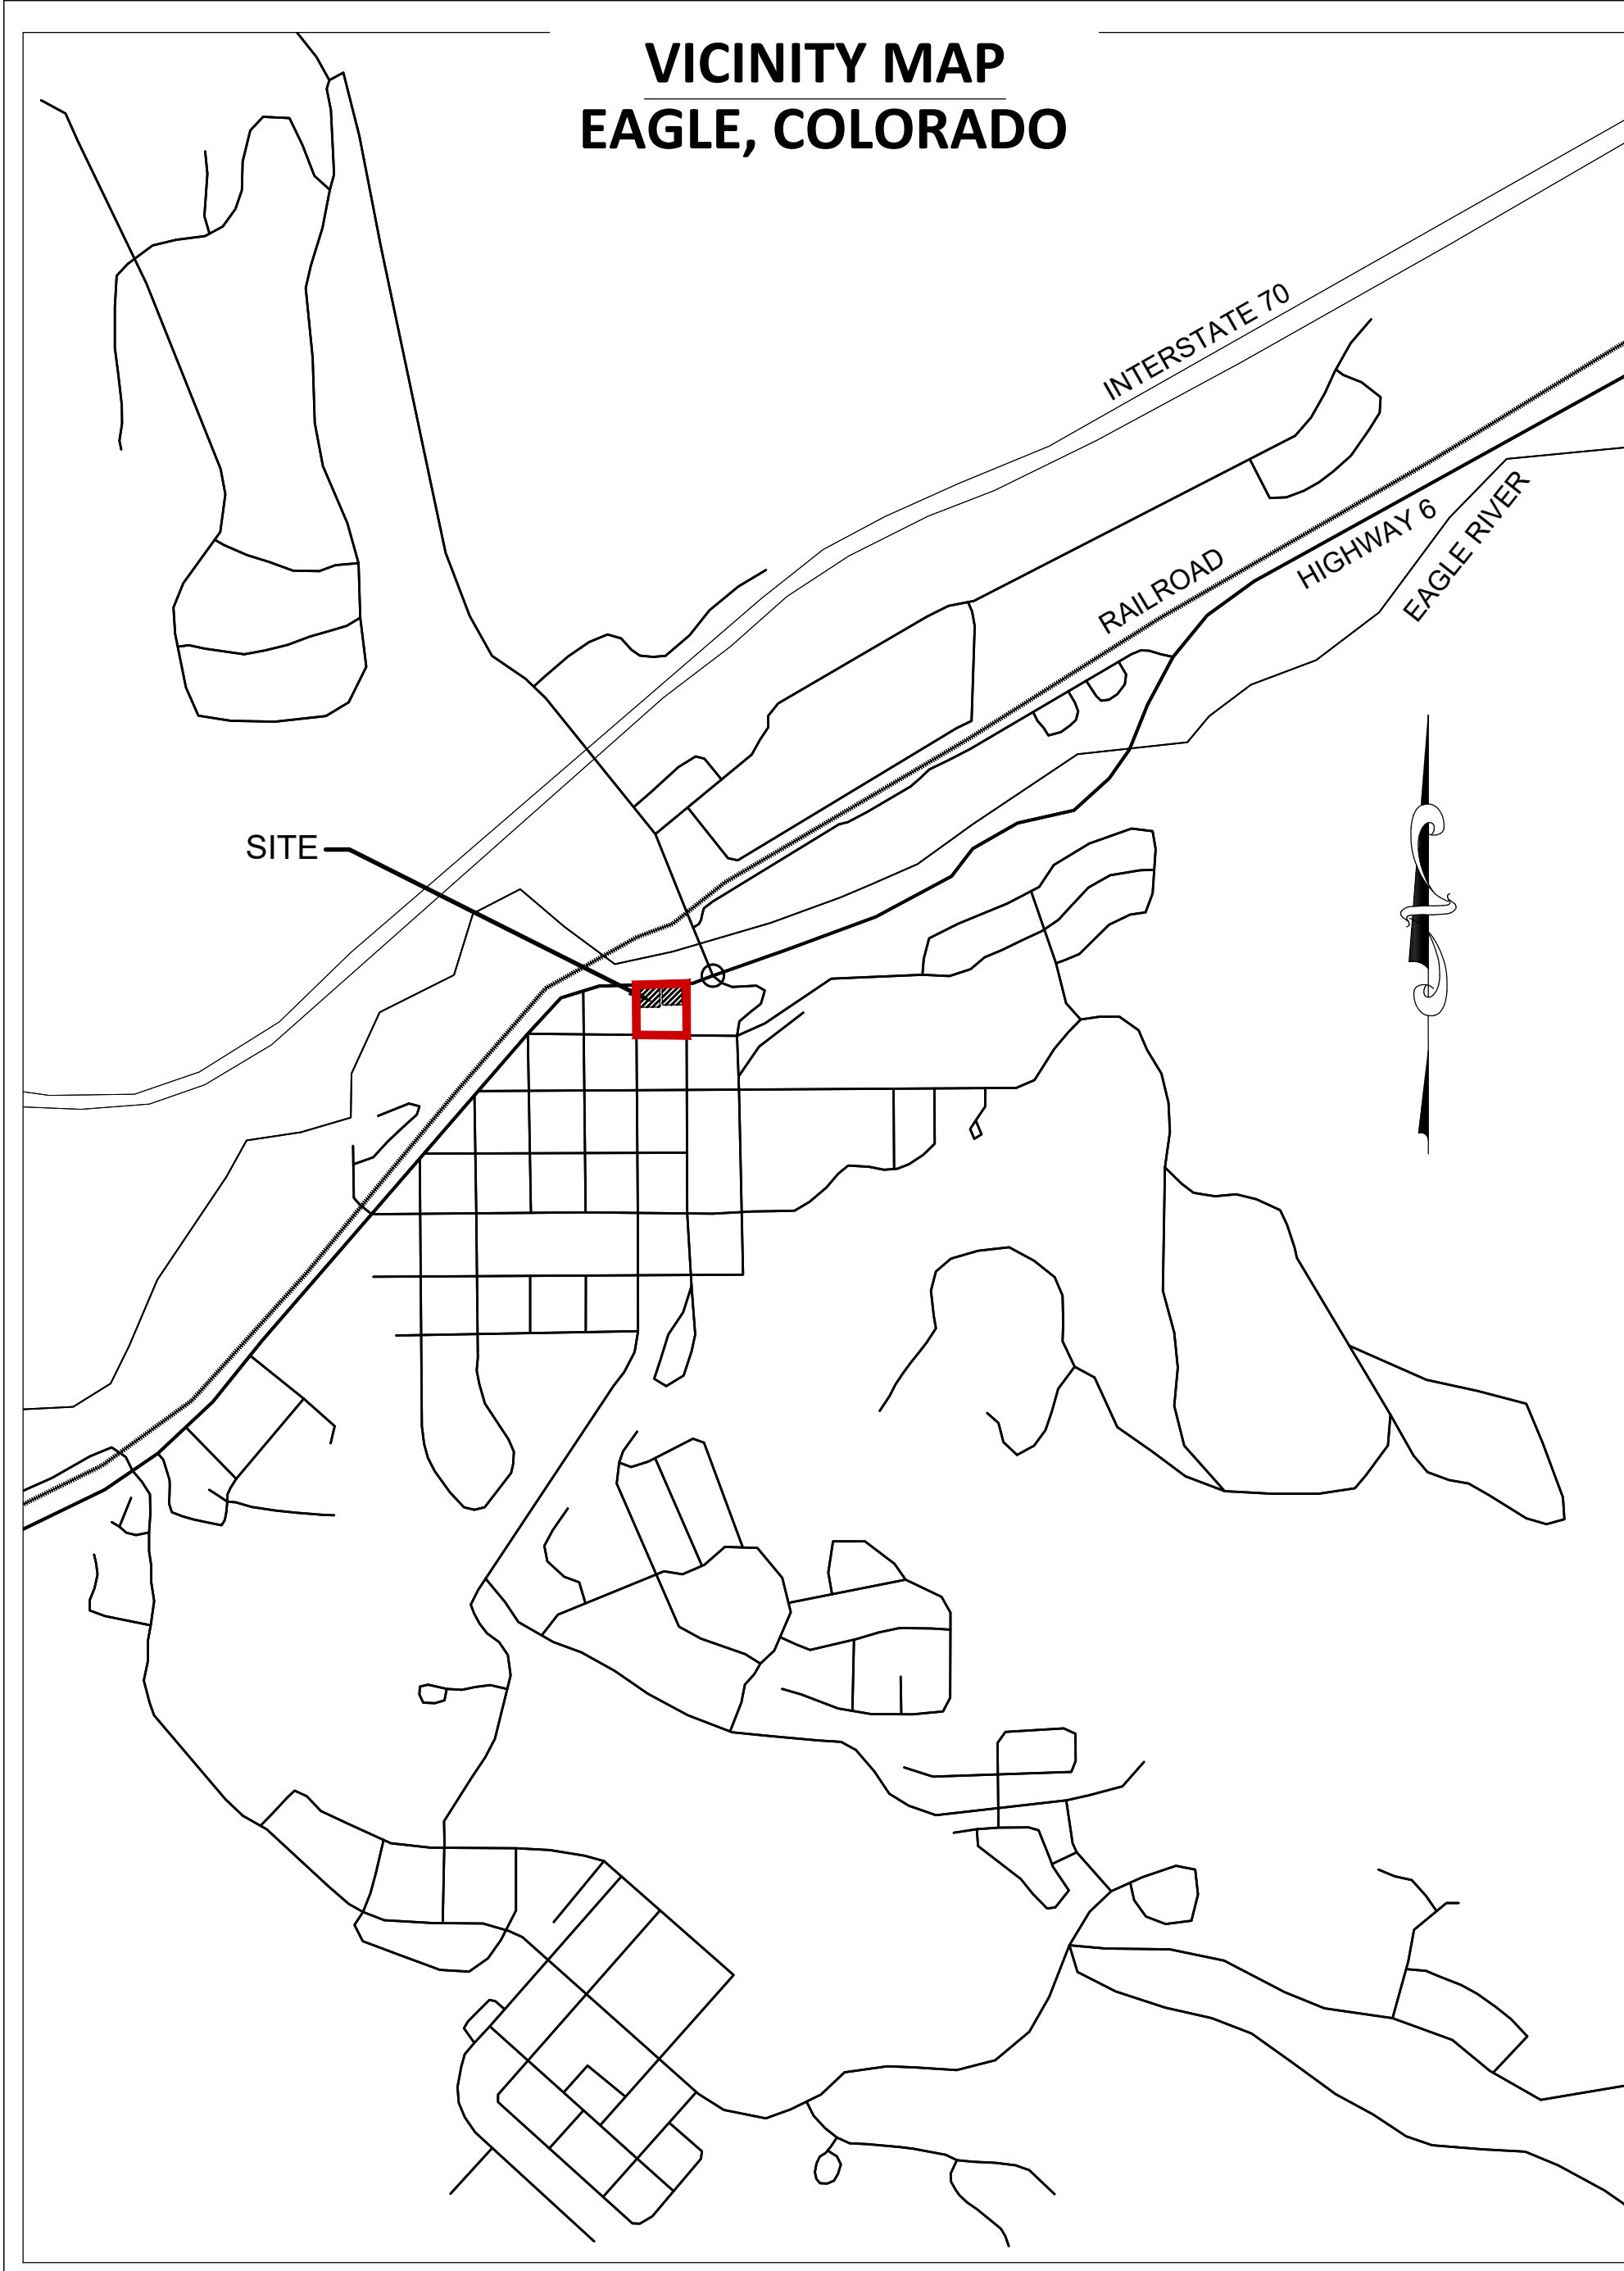 VICINITY MAP
EAGLE, COLORADO
INTERSTATE 70
RAILROAD
HIGHWAY 6
EAGLE RIVER
SITE